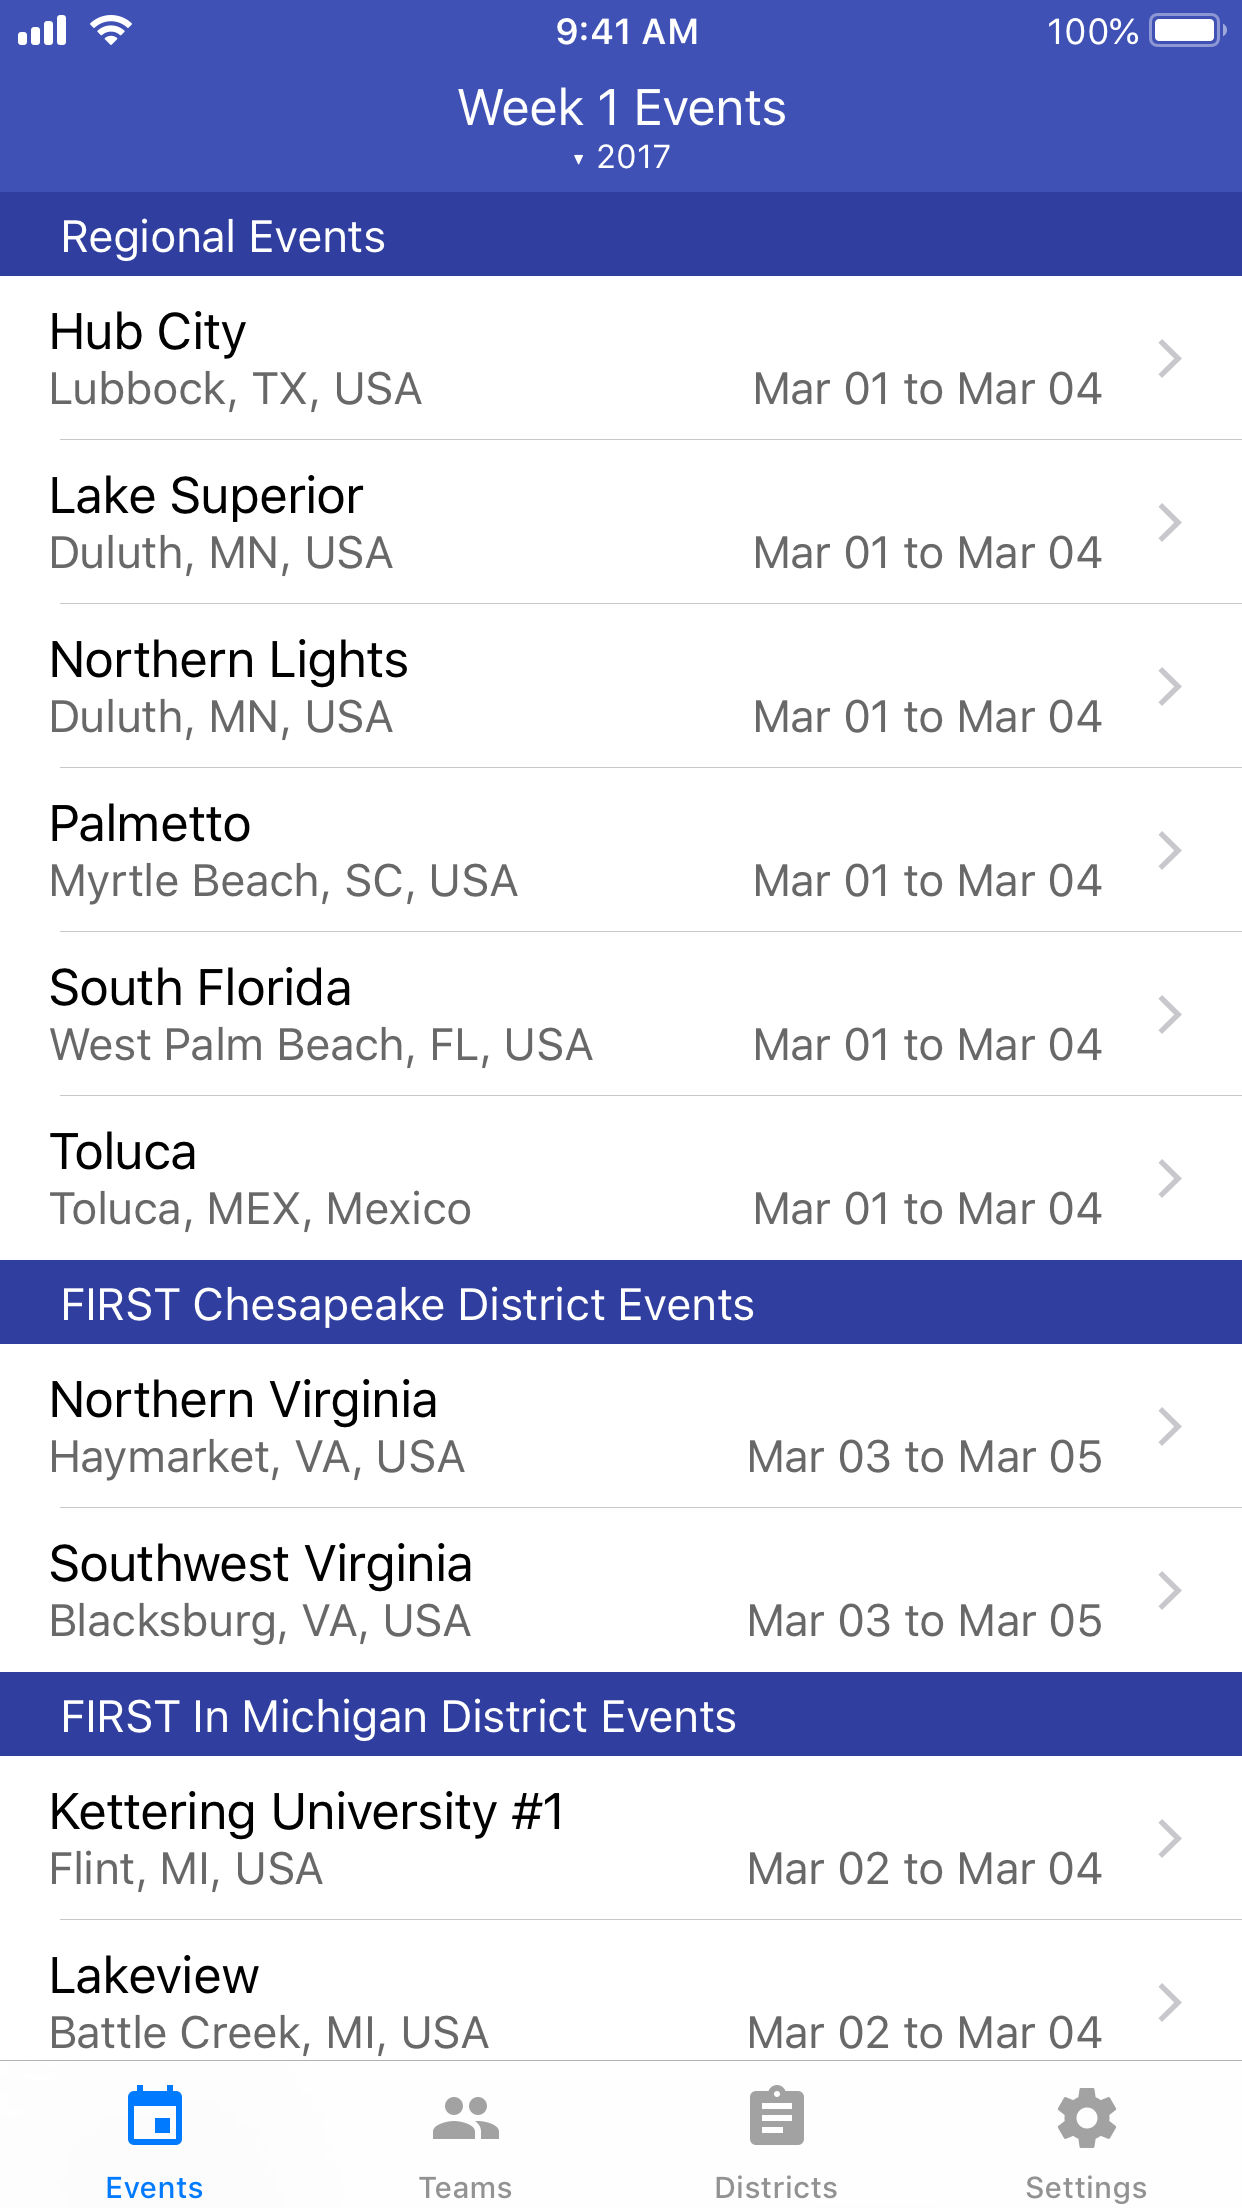 9:41 AM 100%
Week 1 Events
▾ 2017
Regional Events
Hub City
Lubbock, TX, USA Mar 01 to Mar 04
Lake Superior
Duluth, MN, USA Mar 01 to Mar 04
Northern Lights
Duluth, MN, USA Mar 01 to Mar 04
Palmetto
Myrtle Beach, SC, USA Mar 01 to Mar 04
South Florida
West Palm Beach, FL, USA Mar 01 to Mar 04
Toluca
Toluca, MEX, Mexico Mar 01 to Mar 04
FIRST Chesapeake District Events
Northern Virginia
Haymarket, VA, USA Mar 03 to Mar 05
Southwest Virginia
Blacksburg, VA, USA Mar 03 to Mar 05
FIRST In Michigan District Events
Kettering University #1
Flint, MI, USA Mar 02 to Mar 04
Lakeview
Battle Creek, MI, USA Mar 02 to Mar 04
Events Teams Districts Settings